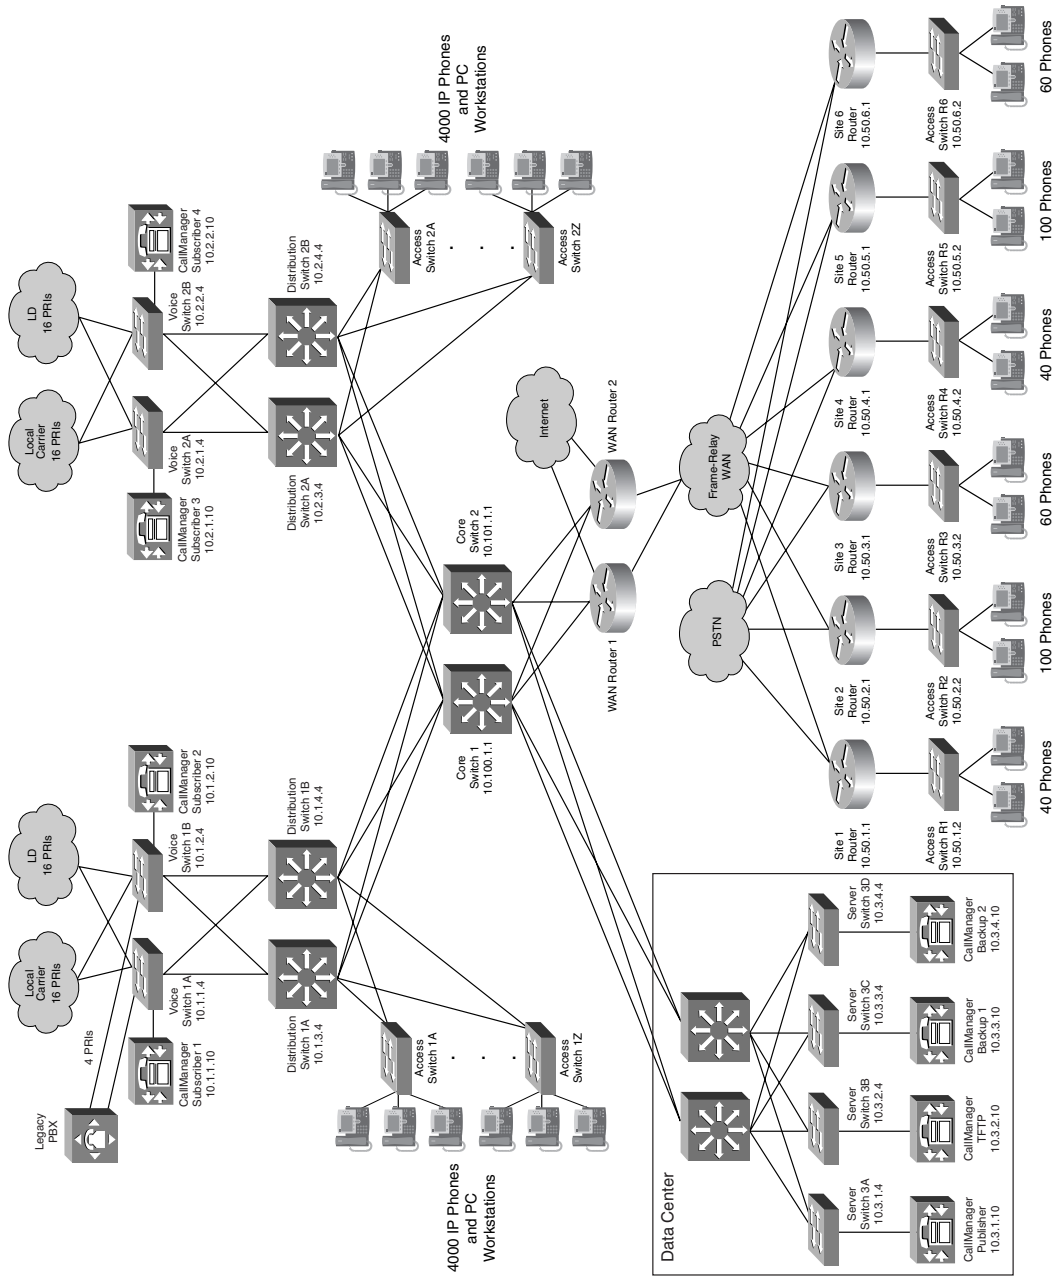 Legacy
PBX
4 PRIs
Local
Carrier
16 PRIs
LD
16 PRIs
Local
Carrier
16 PRIs
LD
16 PRIs
CallManager
Subscriber 1
10.1.1.10
Voice
Switch 1A
10.1.1.4
Voice
Switch 1B
10.1.2.4
CallManager
Subscriber 2
10.1.2.10
CallManager
Subscriber 3
10.2.1.10
Voice
Switch 2A
10.2.1.4
Voice
Switch 2B
10.2.2.4
CallManager
Subscriber 4
10.2.2.10
Distribution
Switch 1A
10.1.3.4
Distribution
Switch 1B
10.1.4.4
Distribution
Switch 2A
10.2.3.4
Distribution
Switch 2B
10.2.4.4
4000 IP Phones
and PC
Workstations
Access
Switch 1A
.
.
.
Access
Switch 1Z
Access
Switch 2A
.
.
.
Access
Switch 2Z
4000 IP Phones
and PC
Workstations
Core
Switch 1
10.100.1.1
Core
Switch 2
10.101.1.1
Internet
WAN Router 1
WAN Router 2
Data Center
PSTN
Frame-Relay
WAN
Server
Switch 3A
10.3.1.4
Server
Switch 3B
10.3.2.4
Server
Switch 3C
10.3.3.4
Server
Switch 3D
10.3.4.4
CallManager
Publisher
10.3.1.10
CallManager
TFTP
10.3.2.10
CallManager
Backup 1
10.3.3.10
CallManager
Backup 2
10.3.4.10
Site 1
Router
10.50.1.1
Site 2
Router
10.50.2.1
Site 3
Router
10.50.3.1
Site 4
Router
10.50.4.1
Site 5
Router
10.50.5.1
Site 6
Router
10.50.6.1
Access
Switch R1
10.50.1.2
Access
Switch R2
10.50.2.2
Access
Switch R3
10.50.3.2
Access
Switch R4
10.50.4.2
Access
Switch R5
10.50.5.2
Access
Switch R6
10.50.6.2
40 Phones
100 Phones
60 Phones
40 Phones
100 Phones
60 Phones